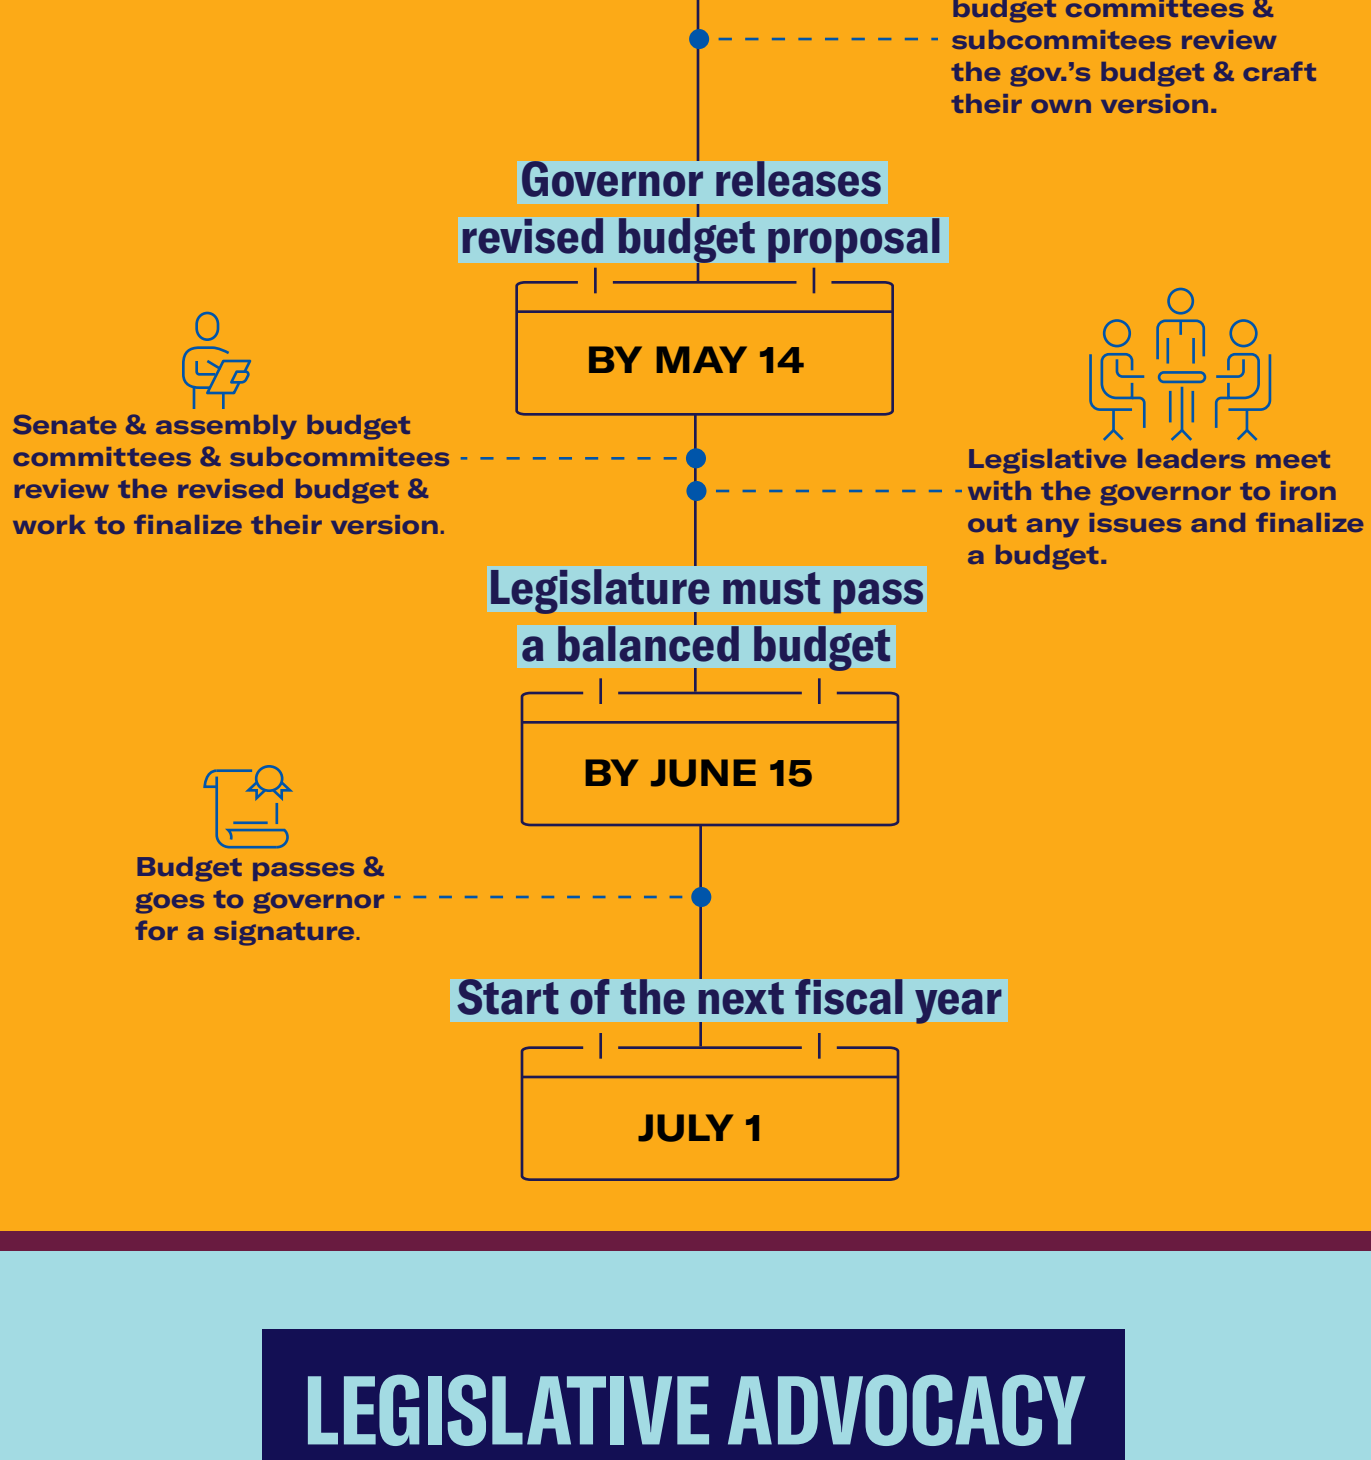 budget committees &
subcommitees review
the gov.'s budget & craft
their own version.
Governor releases
revised budget proposal
BY MAY 14
Senate & assembly budget
committees & subcommitees
review the revised budget &
work to finalize their version.
Legislative leaders meet
with the governor to iron
out any issues and finalize
a budget.
Legislature must pass
a balanced budget
BY JUNE 15
Budget passes &
goes to governor
for a signature.
Start of the next fiscal year
JULY 1
LEGISLATIVE ADVOCACY